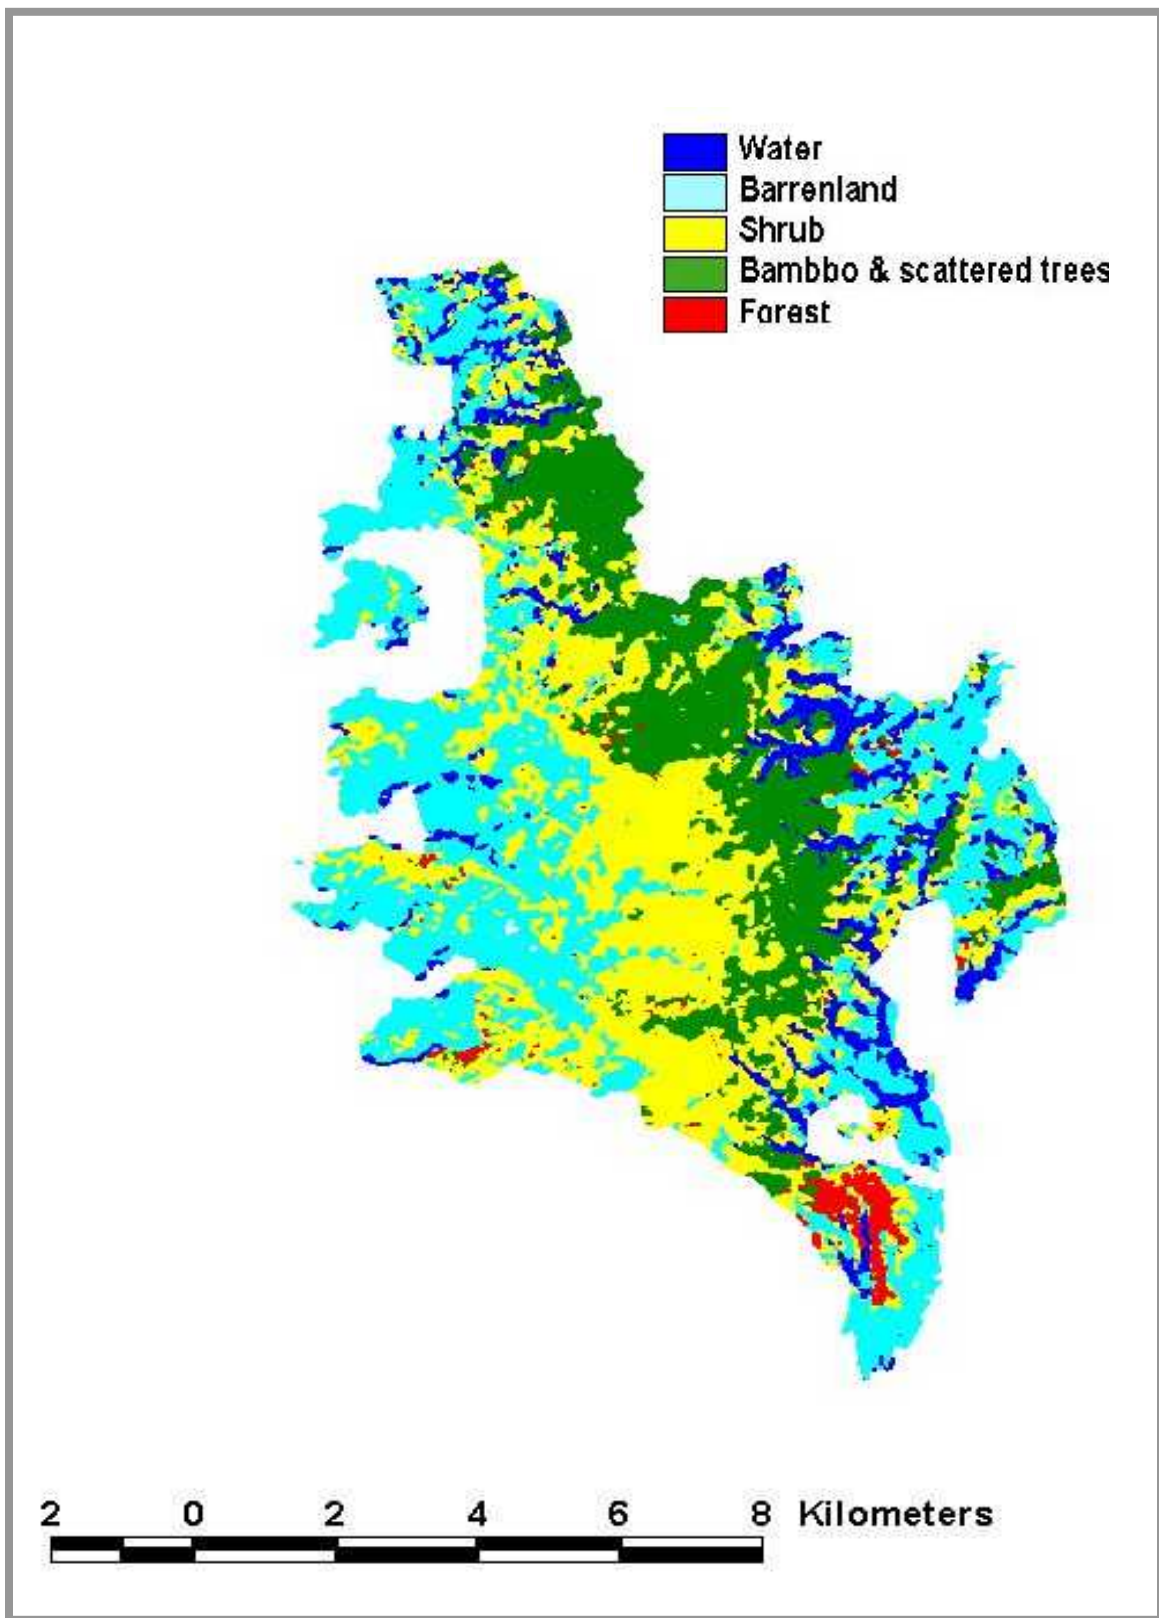 Water
Barrenland
Shrub
Bambbo & scattered trees
Forest
2 0 2 4 6 8 Kilometers